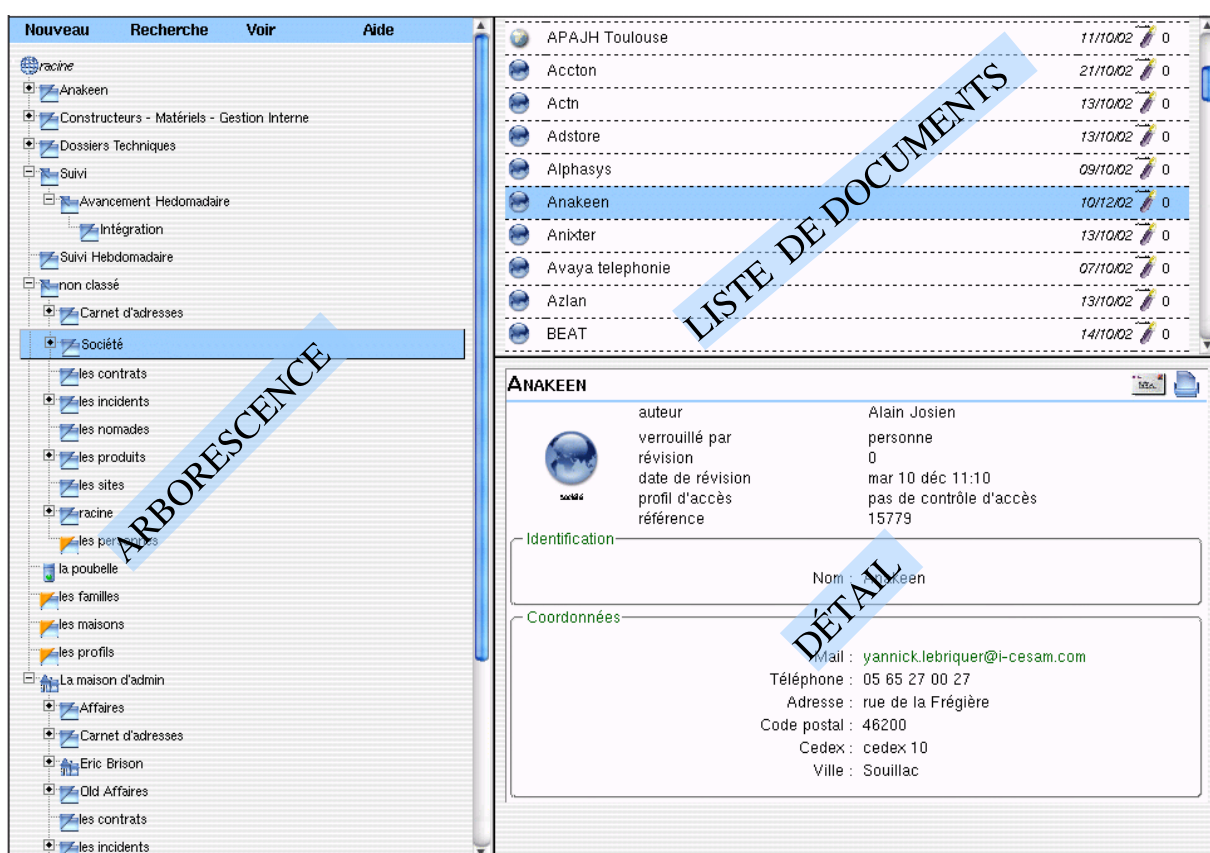 Nouveau Recherche Voir Aide
racine
Anakeen
Constructeurs - Matériels - Gestion Interne
Dossiers Techniques
Suivi
Avancement Hedomadaire
Intégration
Suivi Hebdomadaire
non classé
Carnet d'adresses
Société
les contrats
les incidents
les nomades
les produits
les sites
racine
les personnes
la poubelle
les familles
les maisons
les profils
La maison d'admin
Affaires
Carnet d'adresses
Eric Brison
Old Affaires
les contrats
les incidents
ARBORESCENCE
APAJH Toulouse 11/10/02 0
Accton 21/10/02 0
Actn 13/10/02 0
Adstore 13/10/02 0
Alphasys 09/10/02 0
Anakeen 10/12/02 0
Anixter 13/10/02 0
Avaya telephonie 07/10/02 0
Azlan 13/10/02 0
BEAT 14/10/02 0
LISTE DE DOCUMENTS
ANAKEEN
auteur Alain Josien
verrouillé par personne
révision 0
date de révision mar 10 déc 11:10
profil d'accès pas de contrôle d'accès
référence 15779
société
Identification
Nom : Anakeen
Coordonnées
Mail : yannick.lebriquer@i-cesam.com
Téléphone : 05 65 27 00 27
Adresse : rue de la Frégière
Code postal : 46200
Cedex : cedex 10
Ville : Souillac
DÉTAIL